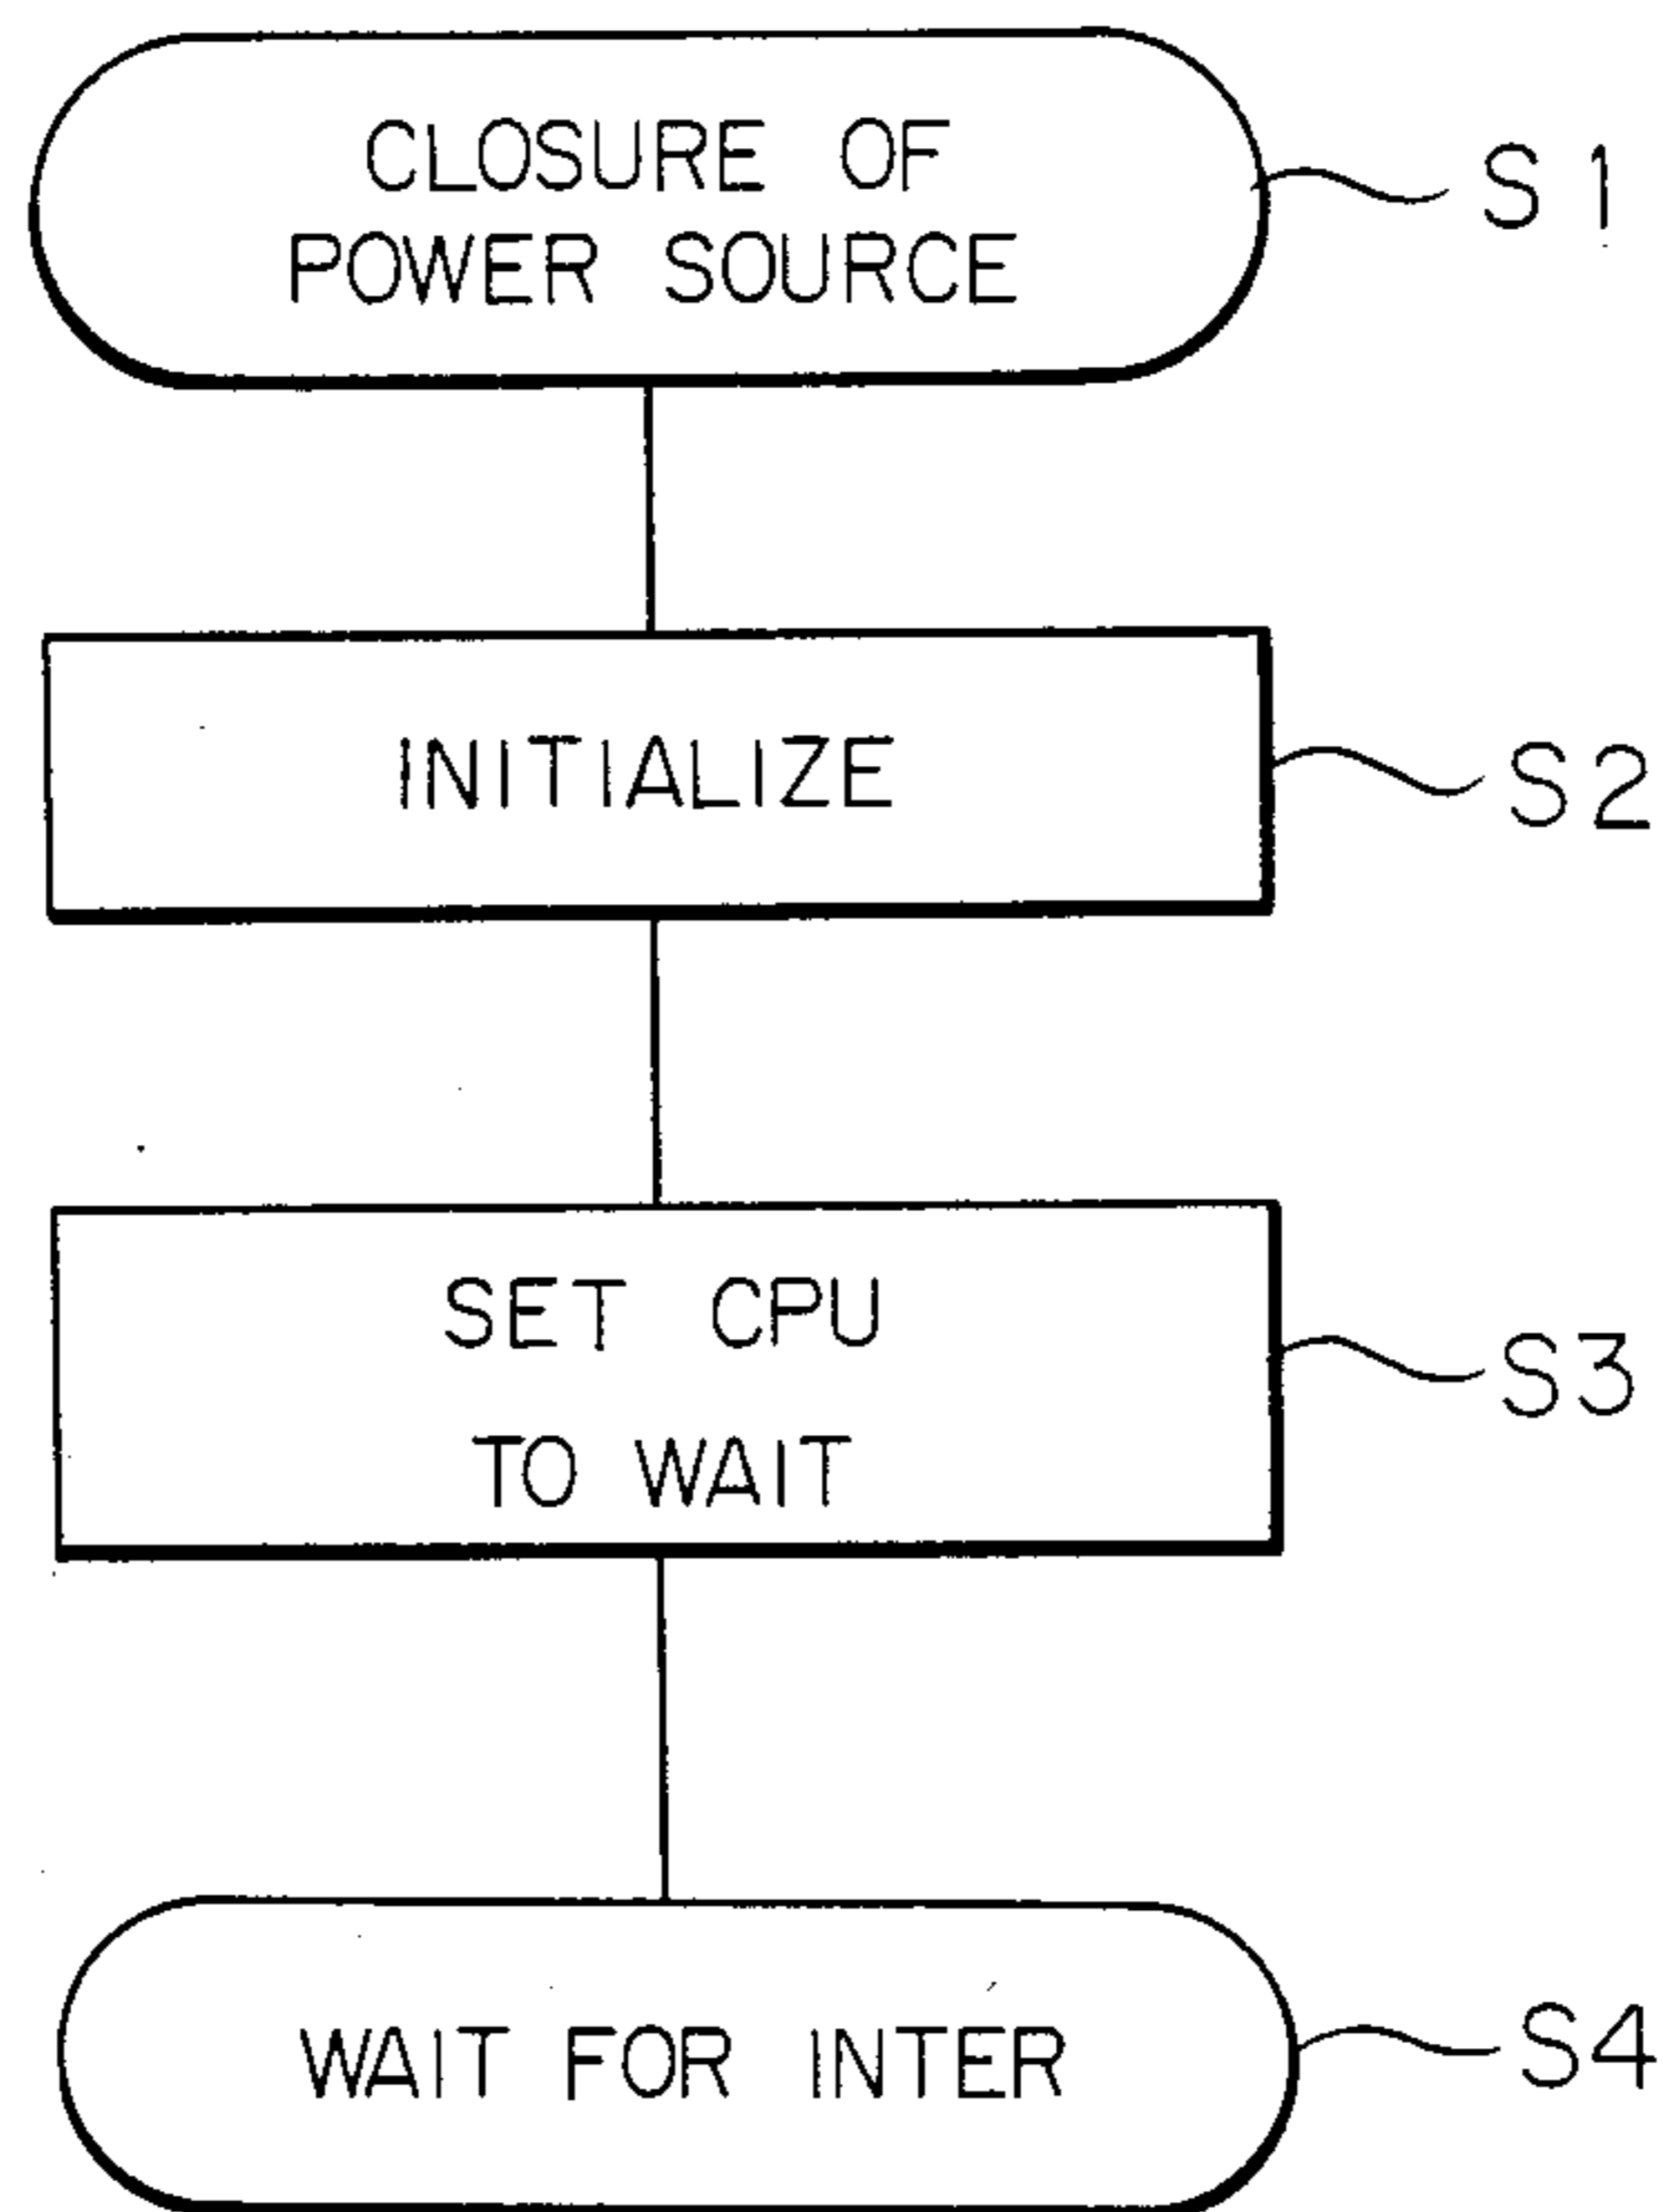 CLOSURE OF
POWER SOURCE
S1
INITIALIZE
S2
SET CPU
TO WAIT
S3
WAIT FOR INTER
S4